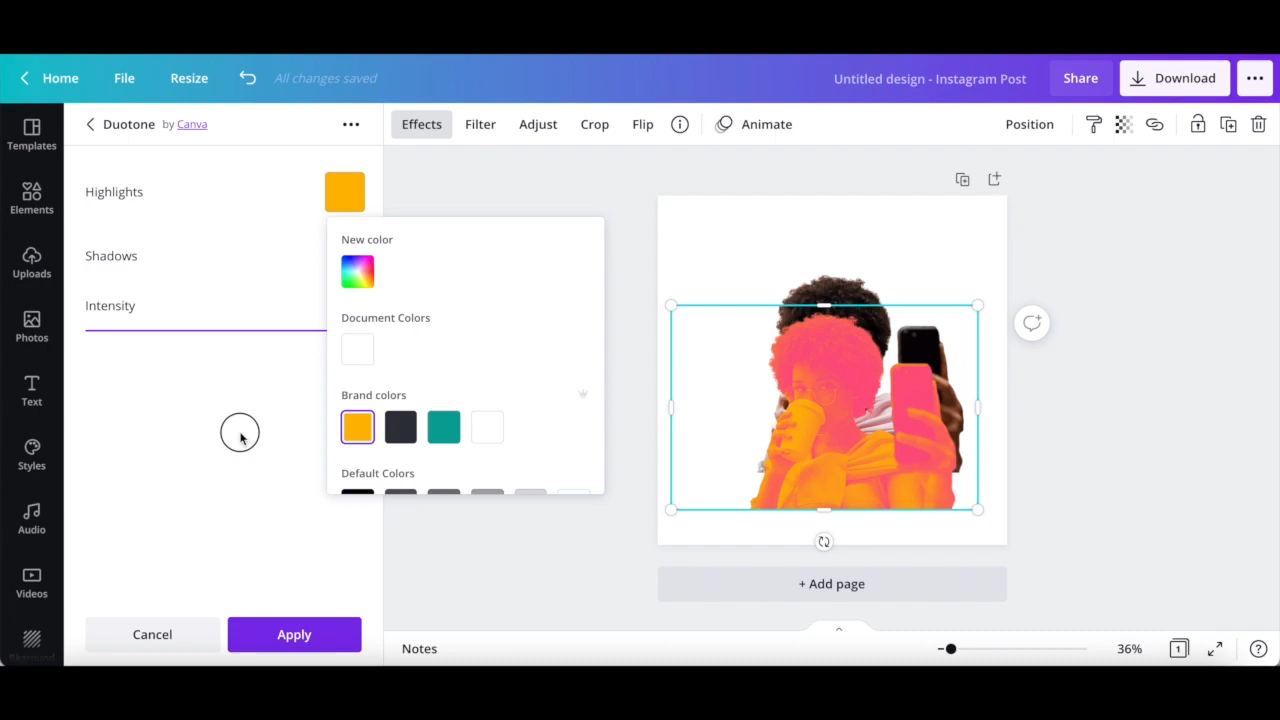 Home File Resize All changes saved Untitled design - Instagram Post Share Download
Duotone by Canva Effects Filter Adjust Crop Flip Animate Position
Templates
Highlights
Elements
New color
Shadows
Uploads
Intensity
Document Colors
Photos
Brand colors
Text
Styles
Default Colors
Audio
Videos
+ Add page
Cancel Apply
Notes 36% 1 ?